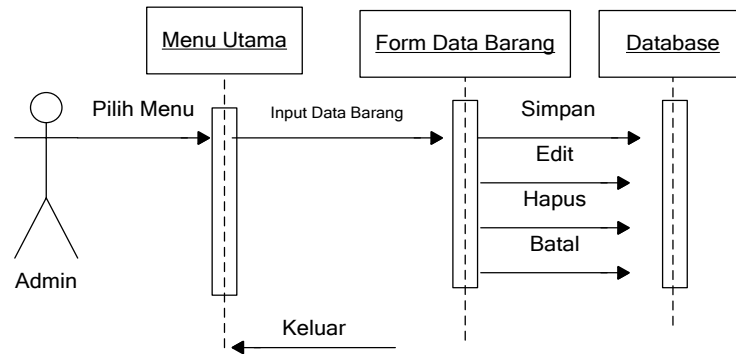 Menu Utama
Form Data Barang
Database
Pilih Menu
Input Data Barang
Simpan
Edit
Hapus
Batal
Admin
Keluar